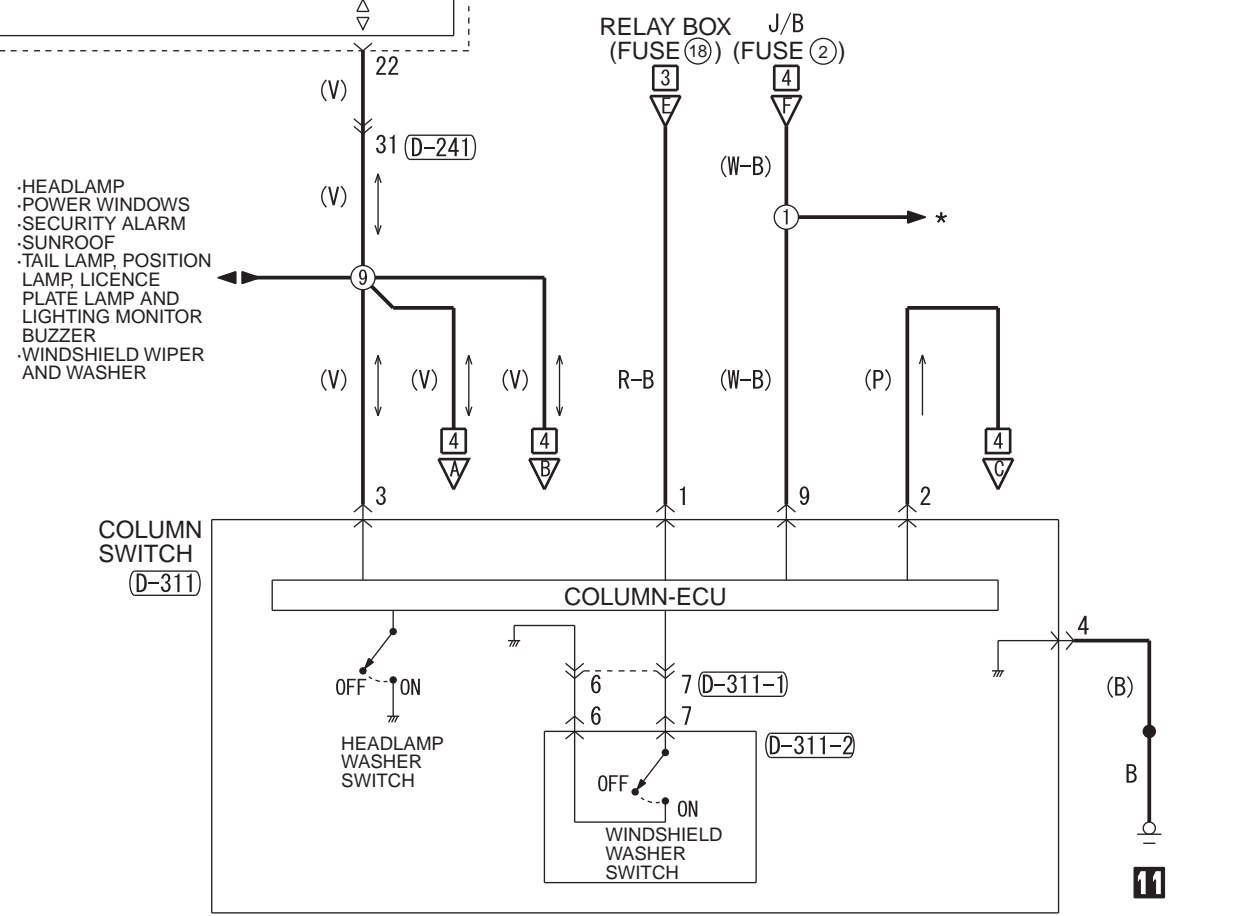 RELAY BOX
(FUSE 18)
J/B
(FUSE 2)
3
E
4
F
22
(V)
31 (D-241)
(V)
(W-B)
1
*
·HEADLAMP
·POWER WINDOWS
·SECURITY ALARM
·SUNROOF
·TAIL LAMP, POSITION
LAMP, LICENCE
PLATE LAMP AND
LIGHTING MONITOR
BUZZER
·WINDSHIELD WIPER
AND WASHER
9
(V)
(V)
(V)
R-B
(W-B)
(P)
4
A
4
B
4
C
3
1
9
2
COLUMN
SWITCH
(D-311)
COLUMN-ECU
OFF
ON
HEADLAMP
WASHER
SWITCH
6
7 (D-311-1)
6
7
(D-311-2)
OFF
ON
WINDSHIELD
WASHER
SWITCH
4
(B)
B
11